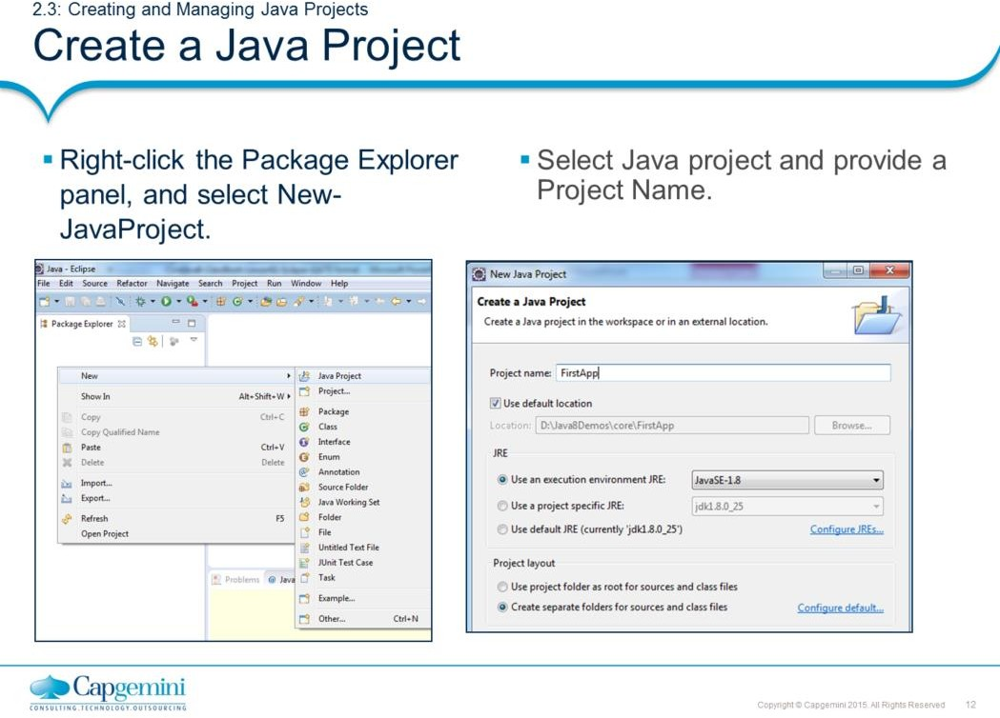 2.3: Creating and Managing Java Projects
Create a Java Project
Right-click the Package Explorer
panel, and select New-
JavaProject.
Select Java project and provide a
Project Name.
Java - Eclipse
File Edit Source Refactor Navigate Search Project Run Window Help
Package Explorer
New
Show In Alt+Shift+W
Copy Ctrl+C
Copy Qualified Name
Paste Ctrl+V
Delete Delete
Import...
Export...
Refresh F5
Open Project
Java Project
Project...
Package
Class
Interface
Enum
Annotation
Source Folder
Java Working Set
Folder
File
Untitled Text File
JUnit Test Case
Task
Example...
Other... Ctrl+N
Problems @ Java
New Java Project
Create a Java Project
Create a Java project in the workspace or in an external location.
Project name: FirstApp
Use default location
Location: D:\Java8Demos\core\FirstApp Browse...
JRE
Use an execution environment JRE: JavaSE-1.8
Use a project specific JRE: jdk1.8.0_25
Use default JRE (currently 'jdk1.8.0_25') Configure JREs...
Project layout
Use project folder as root for sources and class files
Create separate folders for sources and class files Configure default...
Capgemini
CONSULTING.TECHNOLOGY.OUTSOURCING
Copyright © Capgemini 2015. All Rights Reserved 12